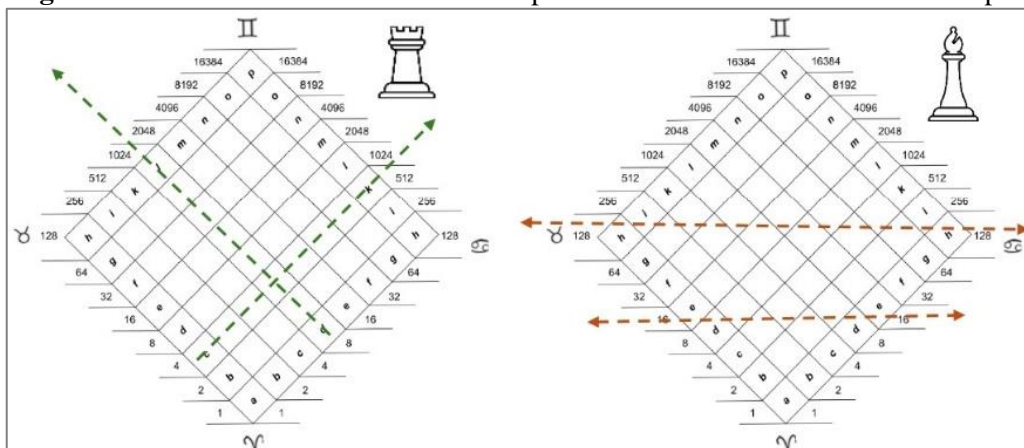 ♊
16384 p 16384
8192 o o 8192
4096 n n 4096
2048 m m 2048
1024 l 1024
512 k k 512
256 i i 256
♉ 128 h h 128 ♋
64 g g 64
32 f f 32
16 e e 16
8 d d 8
4 c c 4
2 b b 2
1 a 1
♈
♊
16384 p 16384
8192 o o 8192
4096 n n 4096
2048 m m 2048
1024 l l 1024
512 k k 512
256 i i 256
♉ 128 h h 128 ♋
64 g g 64
32 f f 32
16 e e 16
8 d d 8
4 c c 4
2 b b 2
1 a 1
♈